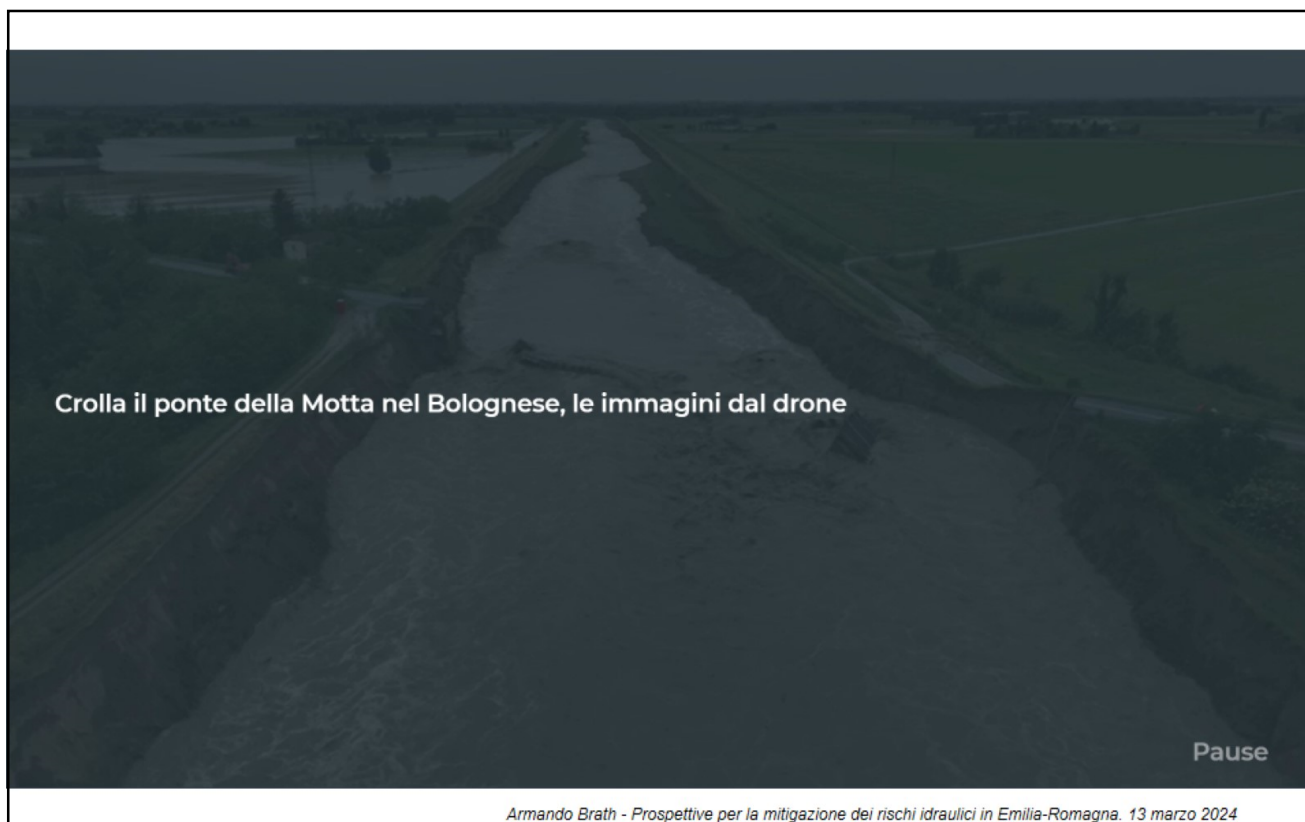 Crolla il ponte della Motta nel Bolognese, le immagini dal drone
Pause
Armando Brath - Prospettive per la mitigazione dei rischi idraulici in Emilia-Romagna. 13 marzo 2024